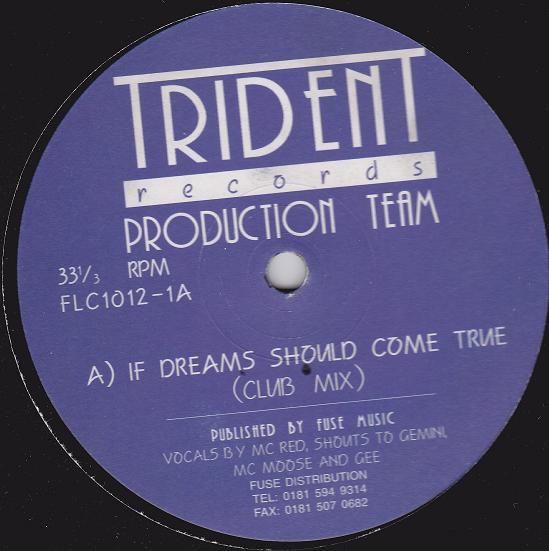 TRIDENT
records
PRODUCTION TEAM
33⅓ RPM
FLC1012-1A
A) IF DREAMS SHOULD COME TRUE
(CLUB MIX)
PUBLISHED BY FUSE MUSIC
VOCALS BY MC RED, SHOUTS TO GEMINI,
MC MOOSE AND GEE
FUSE DISTRIBUTION
TEL: 0181 594 9314
FAX: 0181 507 0682